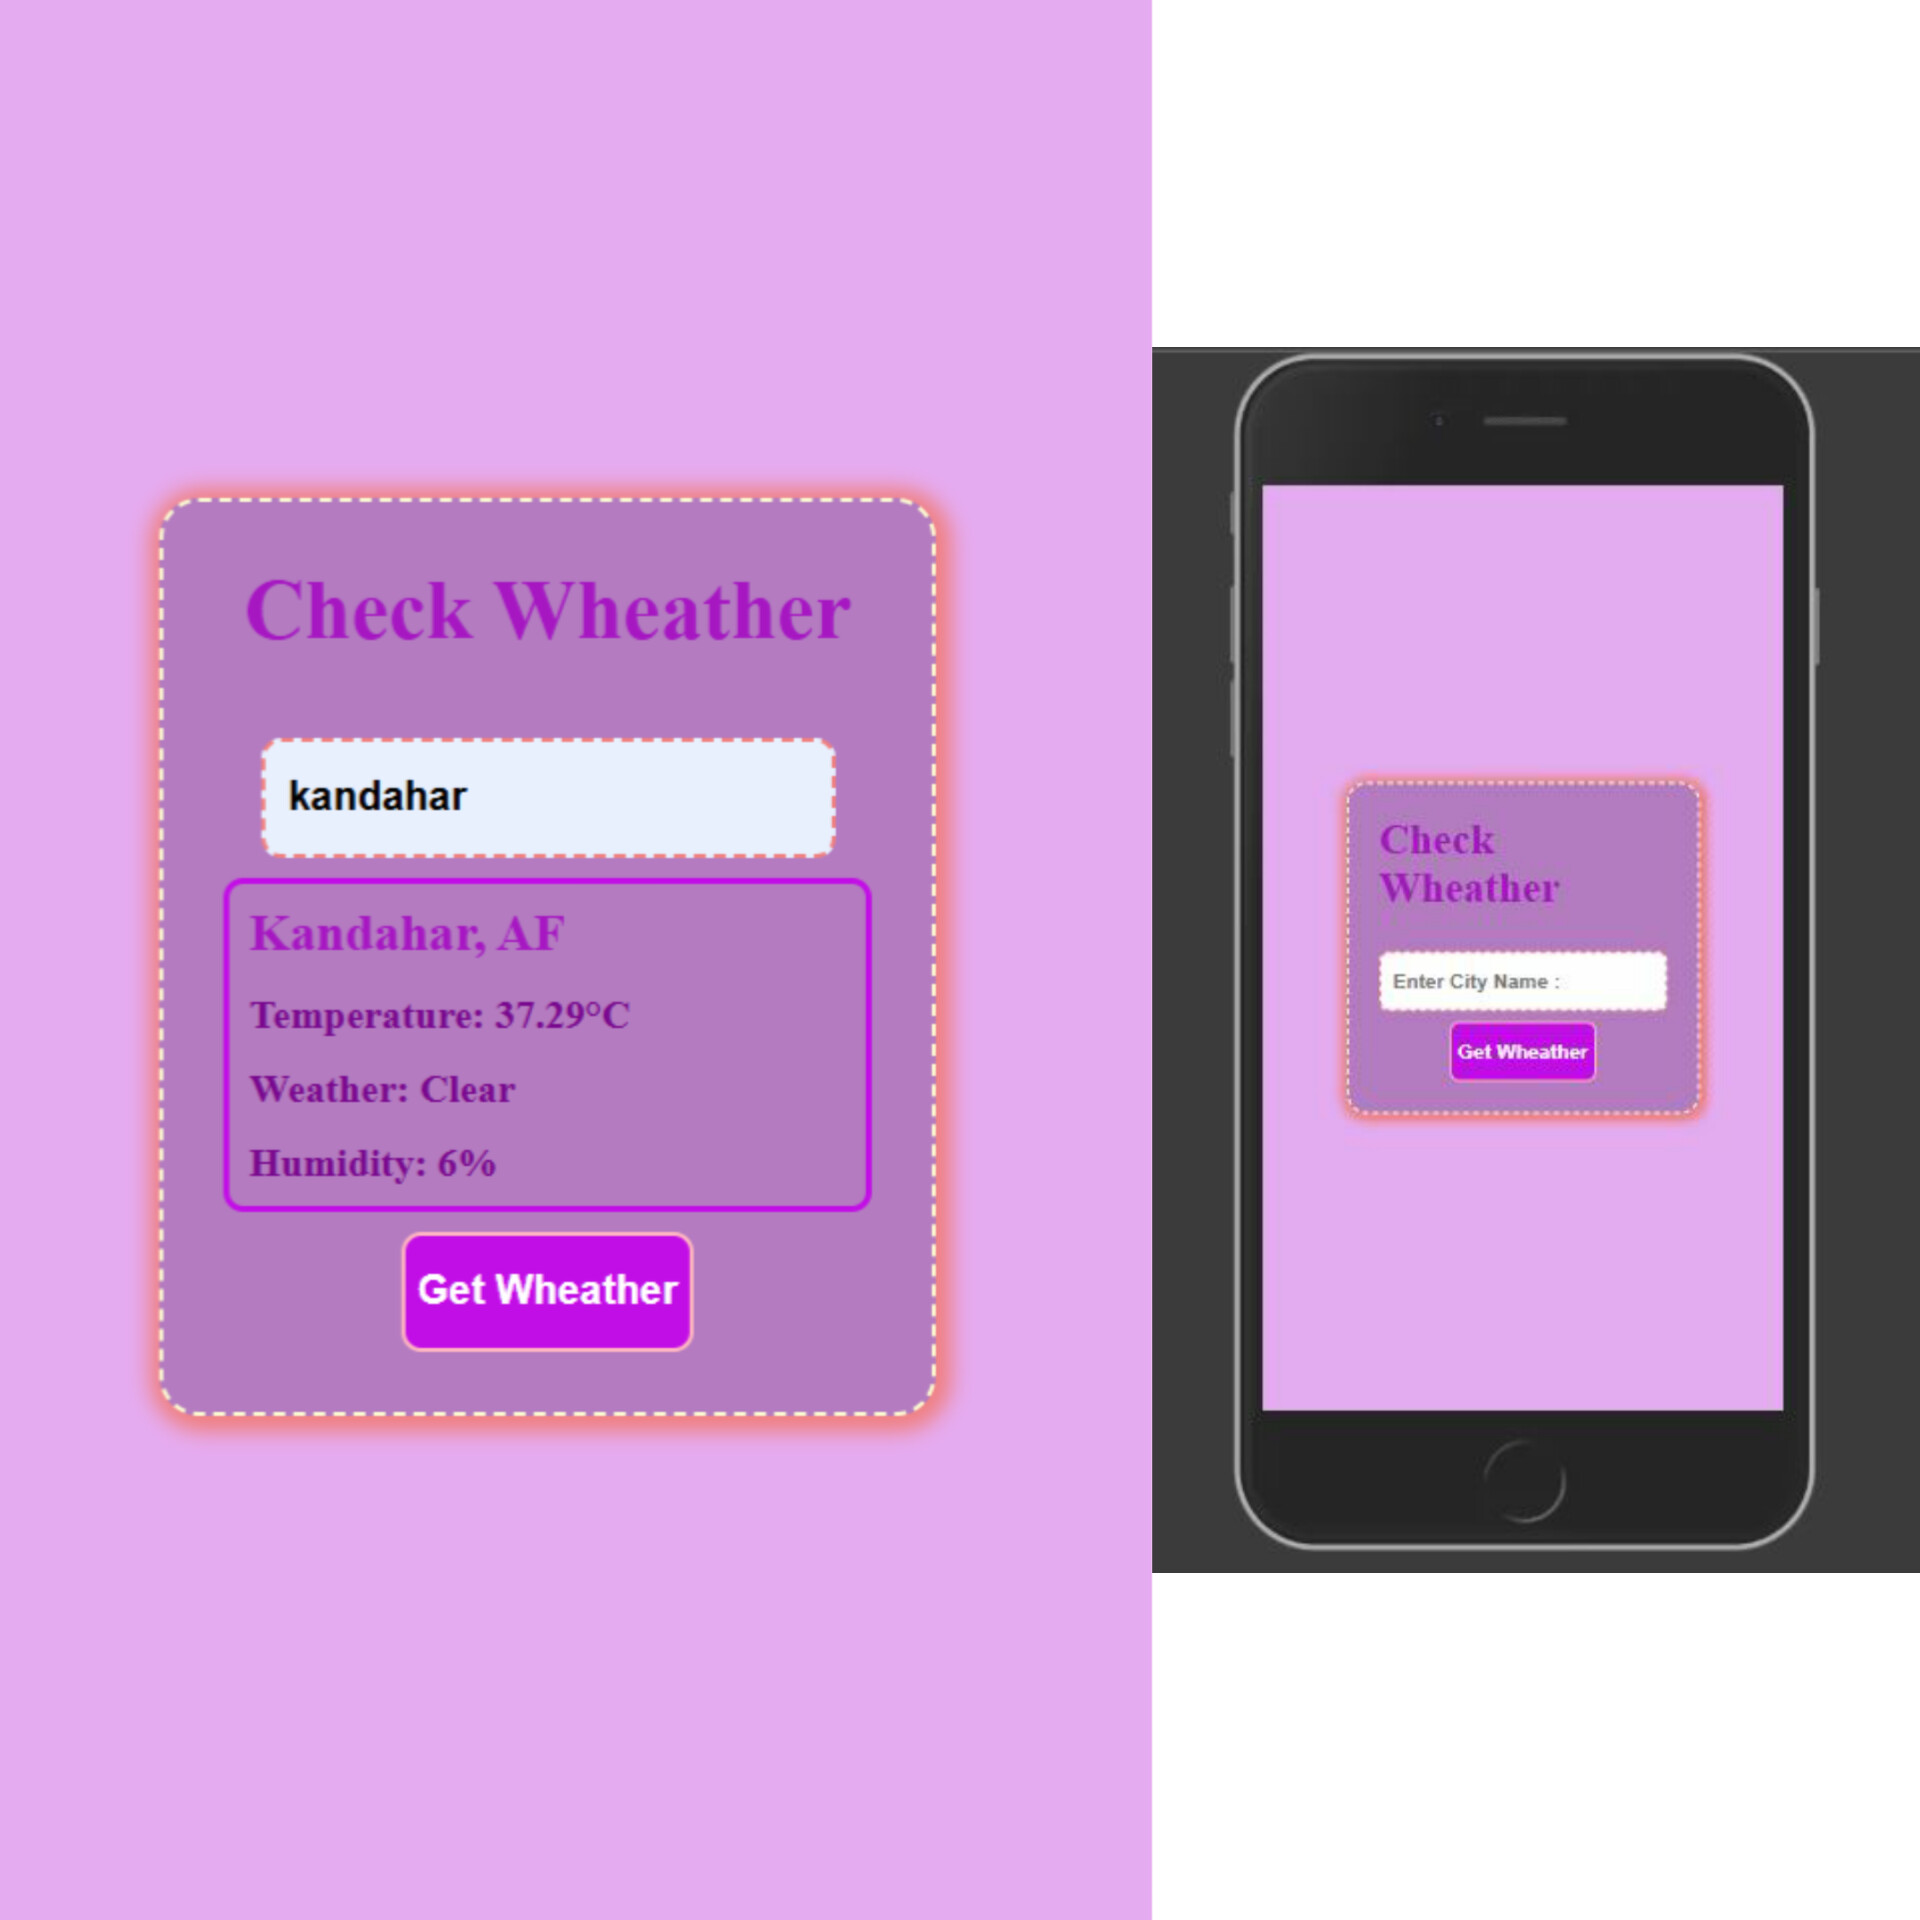 Check Wheather
kandahar
Kandahar, AF
Temperature: 37.29°C
Weather: Clear
Humidity: 6%
Get Wheather
Check
Wheather
Enter City Name :
Get Wheather